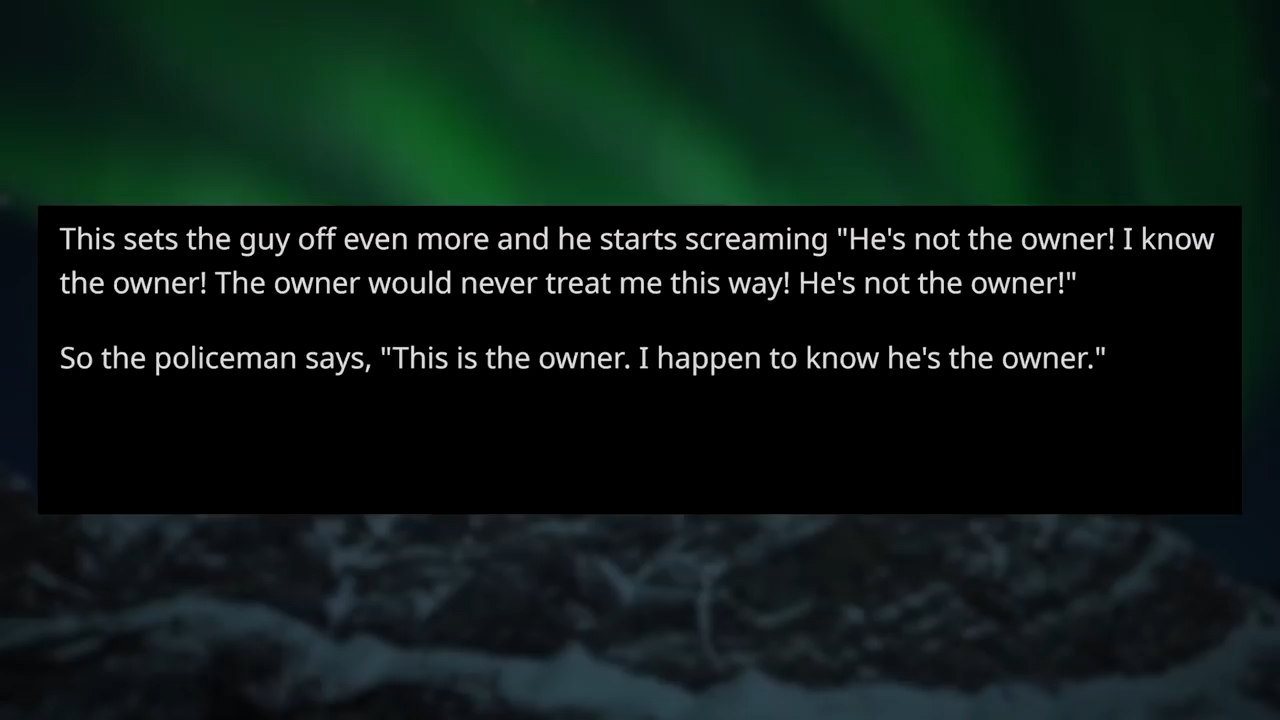 This sets the guy off even more and he starts screaming "He's not the owner! I know
the owner! The owner would never treat me this way! He's not the owner!"
So the policeman says, "This is the owner. I happen to know he's the owner."